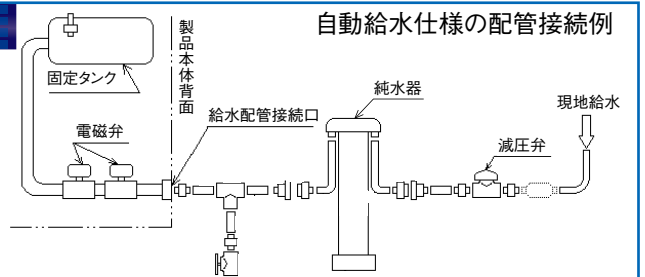 自動給水仕様の配管接続例
固定タンク
製品本体背面
給水配管接続口
純水器
現地給水
電磁弁
減圧弁